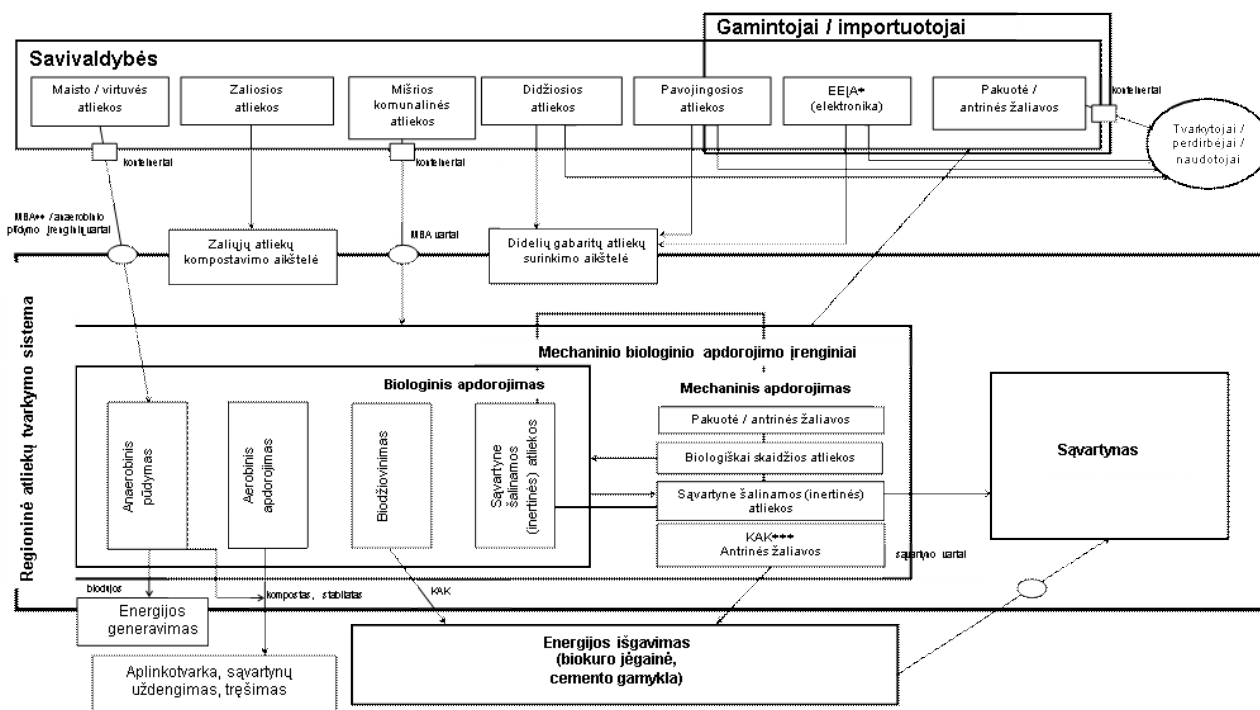 Gamintojai / importuotojai
Savivaldybės
Maisto / virtuvės
atliekos
Zaliosios
atliekos
Mišrios
komunalinės
atliekos
Didžiosios
atliekos
Pavojingosios
atliekos
EEĮA*
(elektronika)
Pakuotė /
antrinės žaliavos
konteineriai
Tvarkytojai /
perdirbėjai /
naudotojai
konteineriai
konteineriai
MBA** /anaerobinio
pūdymo įrenginių vartai
Zaliųjų atliekų
kompostavimo aikštelė
MBA vartai
Didelių gabaritų atliekų
surinkimo aikštelė
Regioninė atliekų tvarkymo sistema
Mechaninio biologinio apdorojimo įrenginiai
Biologinis apdorojimas
Mechaninis apdorojimas
Anaerobinis
pūdymas
Aerobinis
apdorojimas
Biodžiovinimas
Sąvartyne
šalinamos
(inertinės) atliekos
Pakuotė / antrinės žaliavos
Biologiškai skaidžios atliekos
Sąvartyne šalinamos (inertinės)
atliekos
KAK***
Antrinės žaliavos
Sąvartynas
sąvartyno vartai
biodujos
kompostas, stabilatas
KAK
Energijos
generavimas
Energijos išgavimas
(biokuro jėgainė,
cemento gamykla)
Aplinkotvarka, sąvartynų
uždengimas, tręšimas